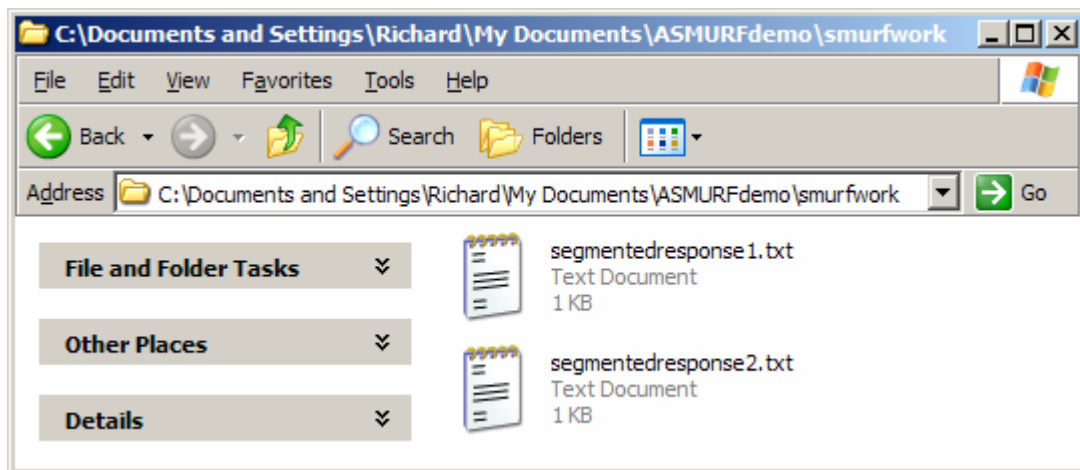 C:\Documents and Settings\Richard\My Documents\ASMURFdemo\smurfwork
File Edit View Favorites Tools Help
Back Search Folders
Address C:\Documents and Settings\Richard\My Documents\ASMURFdemo\smurfwork Go
File and Folder Tasks
Other Places
Details
segmentedresponse1.txt
Text Document
1 KB
segmentedresponse2.txt
Text Document
1 KB